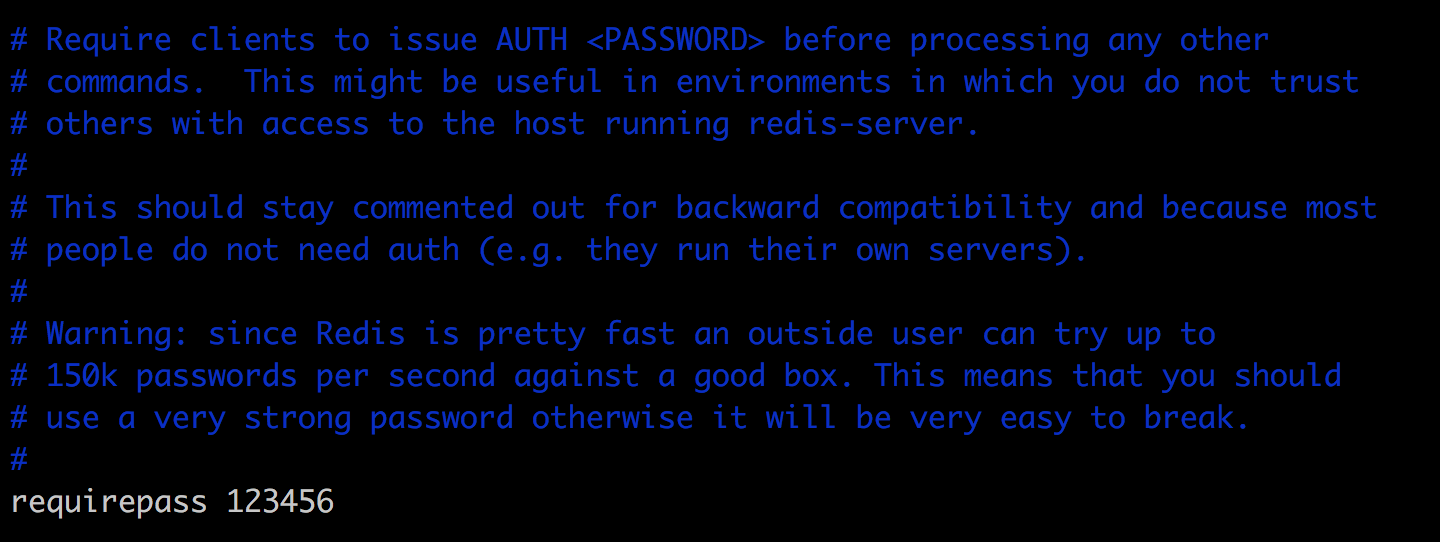 # Require clients to issue AUTH <PASSWORD> before processing any other
# commands.  This might be useful in environments in which you do not trust
# others with access to the host running redis-server.
#
# This should stay commented out for backward compatibility and because most
# people do not need auth (e.g. they run their own servers).
#
# Warning: since Redis is pretty fast an outside user can try up to
# 150k passwords per second against a good box. This means that you should
# use a very strong password otherwise it will be very easy to break.
#
requirepass 123456